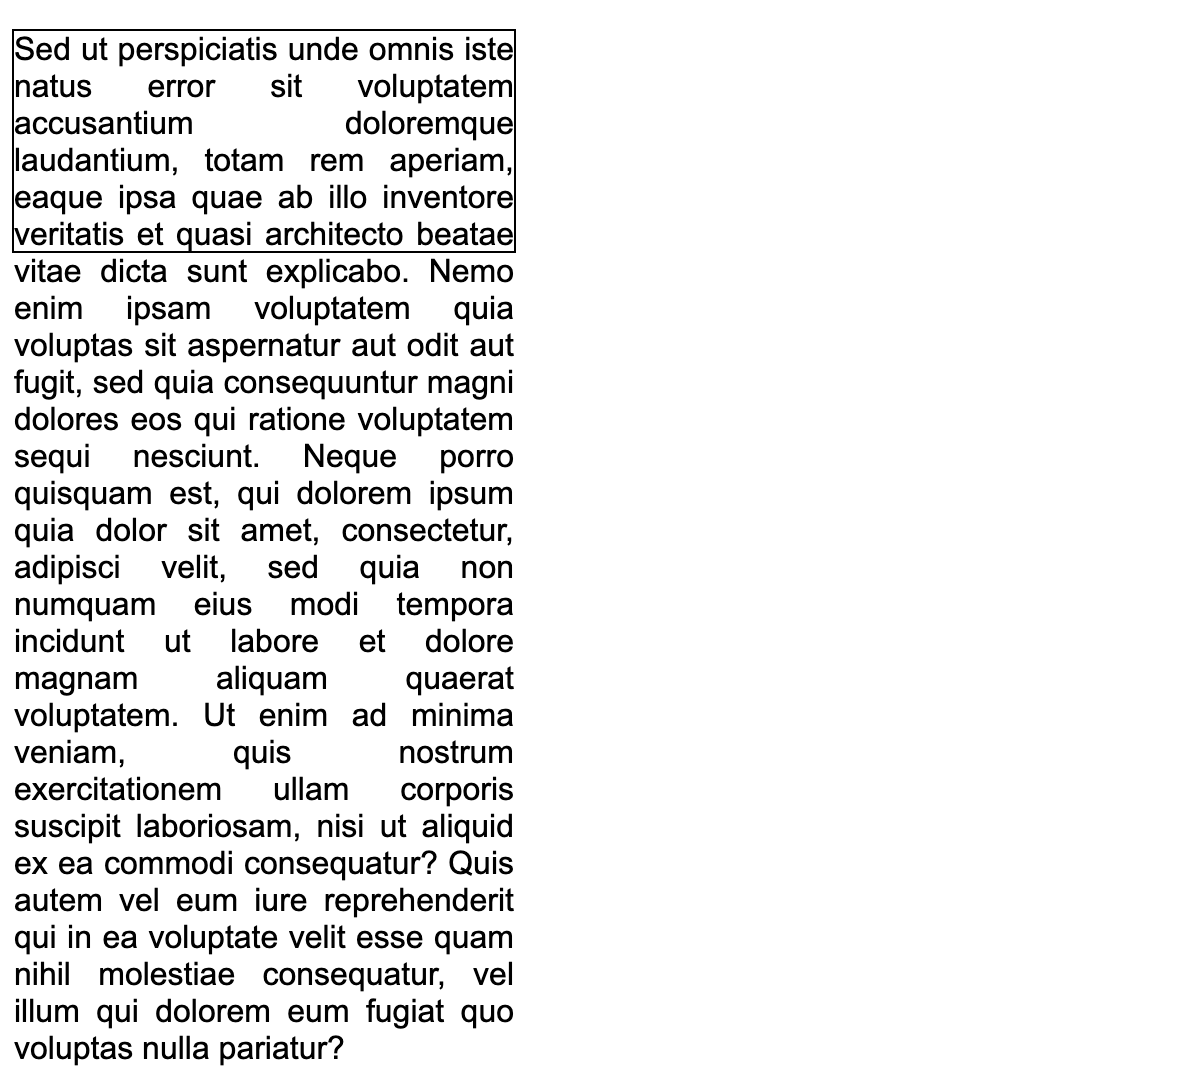 Sed ut perspiciatis unde omnis iste
natus error sit voluptatem
accusantium doloremque
laudantium, totam rem aperiam,
eaque ipsa quae ab illo inventore
veritatis et quasi architecto beatae
vitae dicta sunt explicabo. Nemo
enim ipsam voluptatem quia
voluptas sit aspernatur aut odit aut
fugit, sed quia consequuntur magni
dolores eos qui ratione voluptatem
sequi nesciunt. Neque porro
quisquam est, qui dolorem ipsum
quia dolor sit amet, consectetur,
adipisci velit, sed quia non
numquam eius modi tempora
incidunt ut labore et dolore
magnam aliquam quaerat
voluptatem. Ut enim ad minima
veniam, quis nostrum
exercitationem ullam corporis
suscipit laboriosam, nisi ut aliquid
ex ea commodi consequatur? Quis
autem vel eum iure reprehenderit
qui in ea voluptate velit esse quam
nihil molestiae consequatur, vel
illum qui dolorem eum fugiat quo
voluptas nulla pariatur?